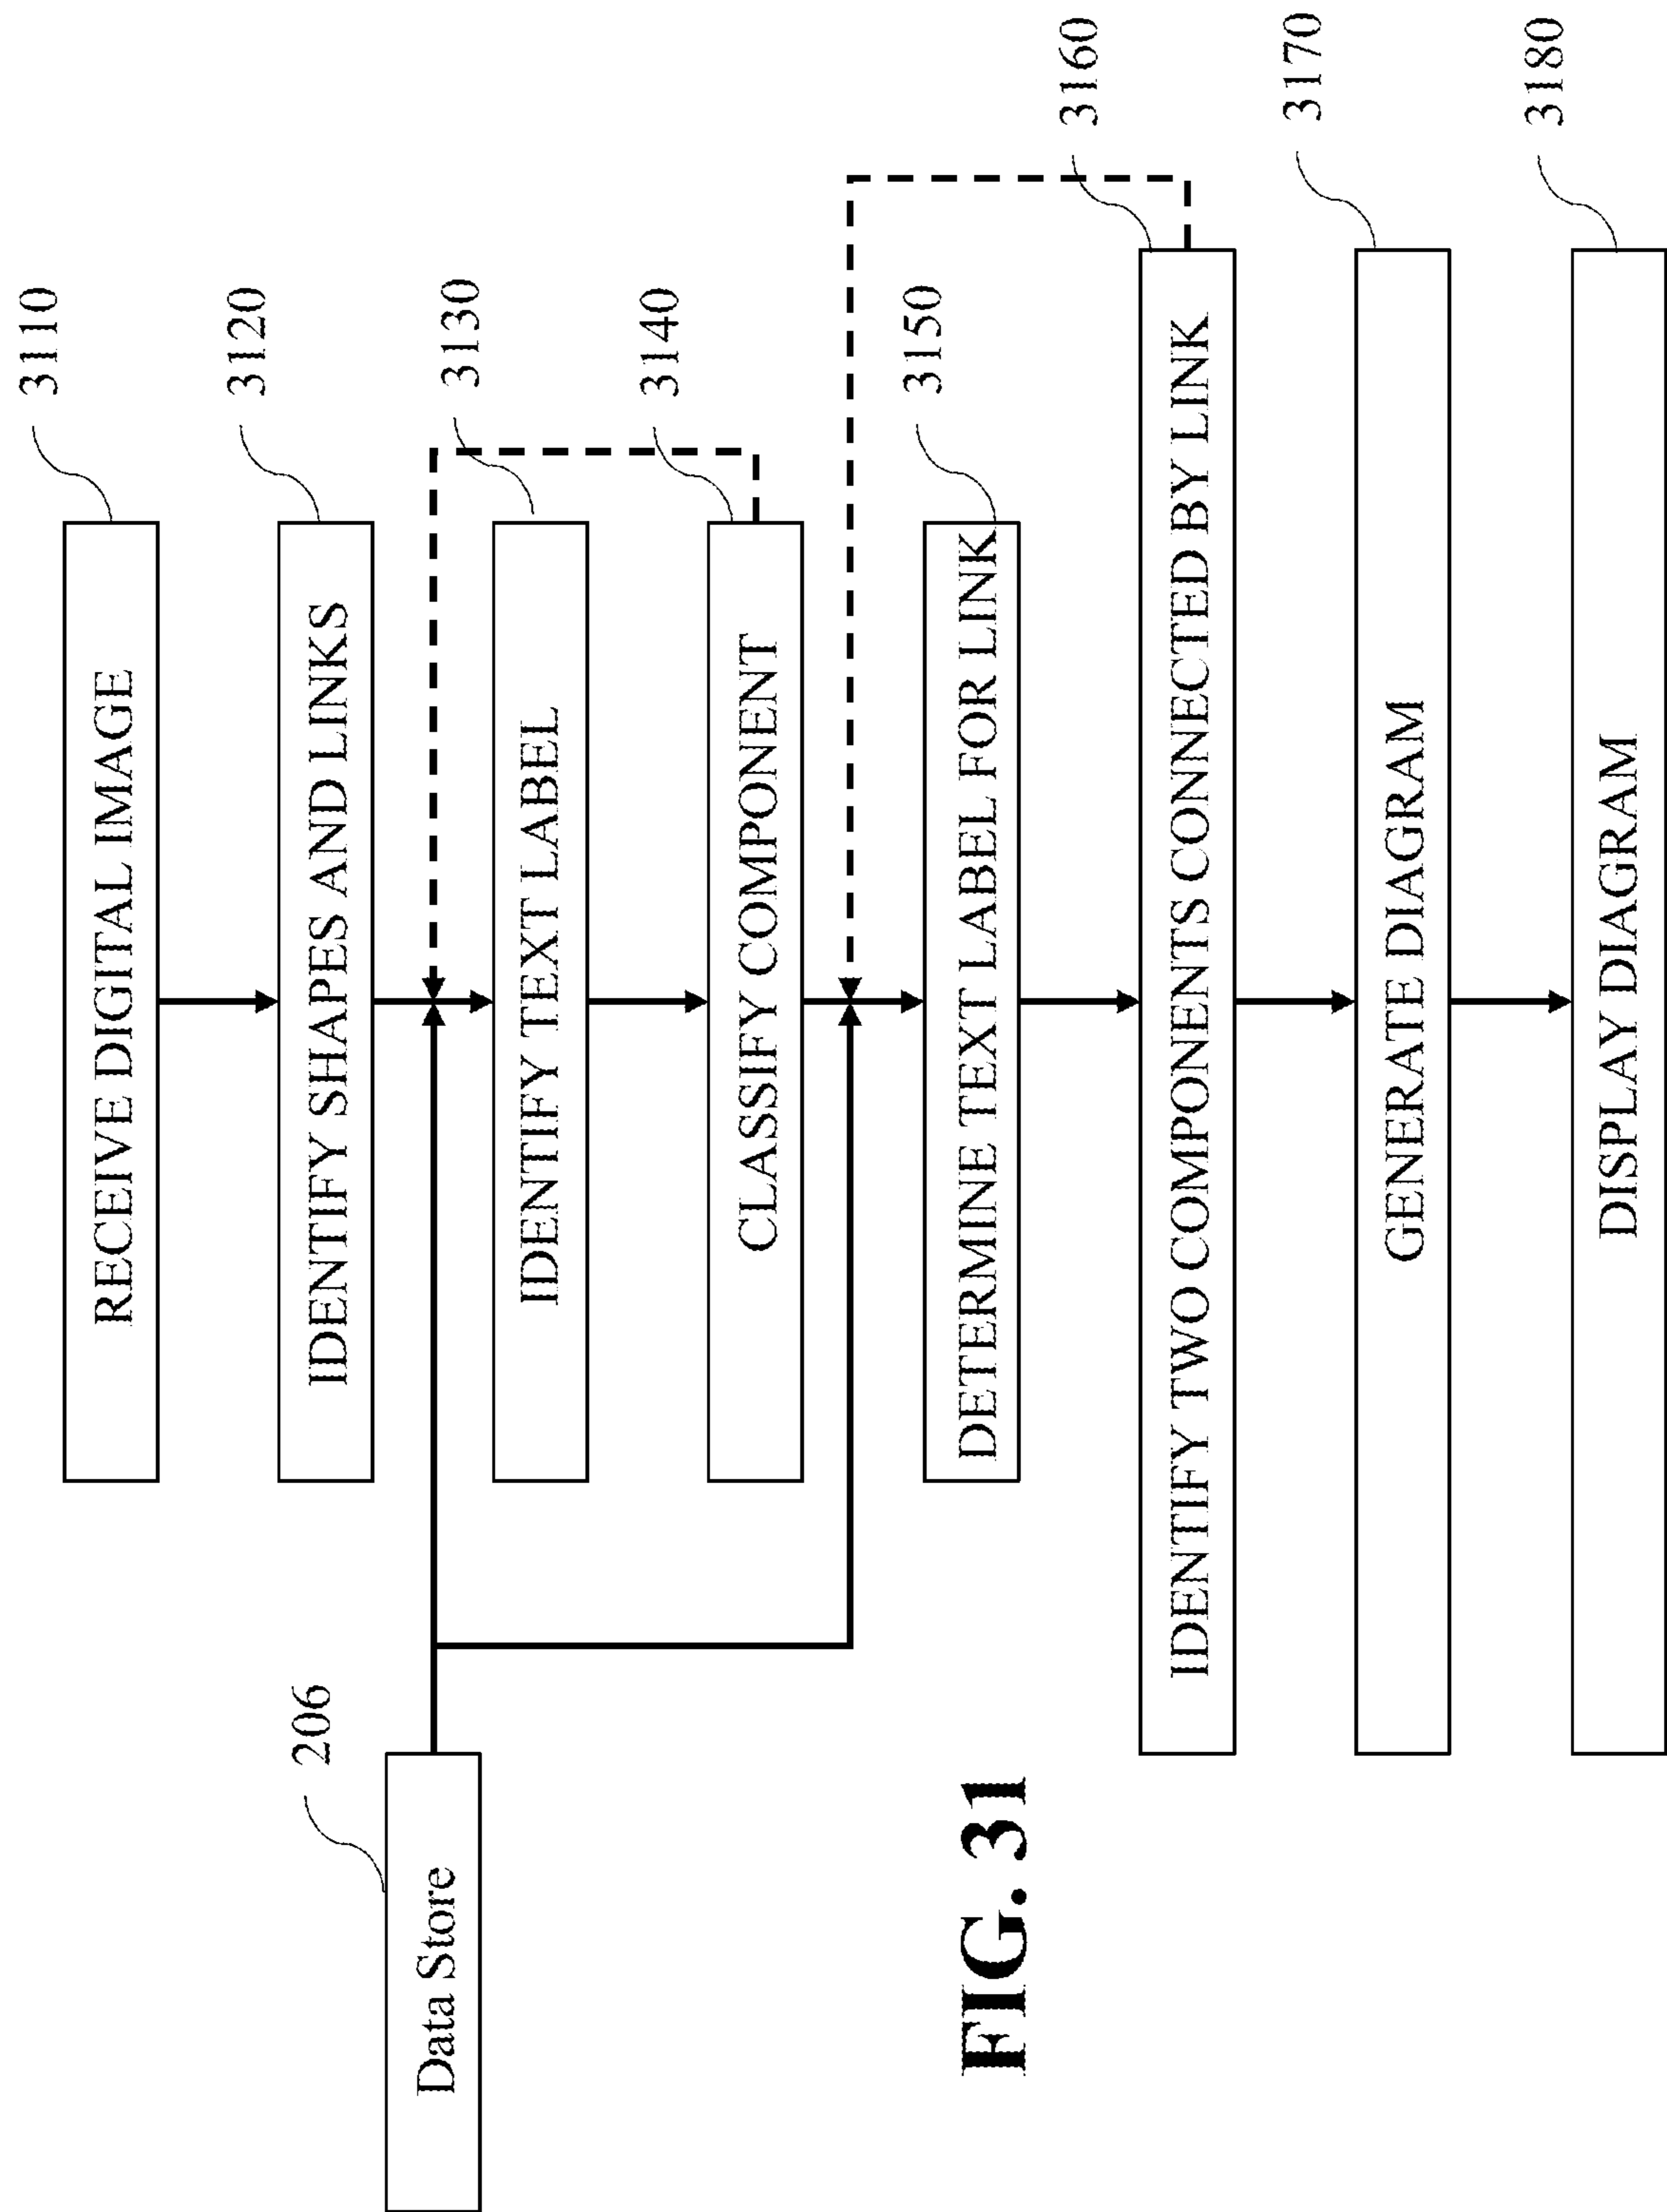 RECEIVE DIGITAL IMAGE
3110
IDENTIFY SHAPES AND LINKS
3120
Data Store
206
IDENTIFY TEXT LABEL
3130
CLASSIFY COMPONENT
3140
DETERMINE TEXT LABEL FOR LINK
3150
IDENTIFY TWO COMPONENTS CONNECTED BY LINK
3160
GENERATE DIAGRAM
3170
DISPLAY DIAGRAM
3180
FIG. 31